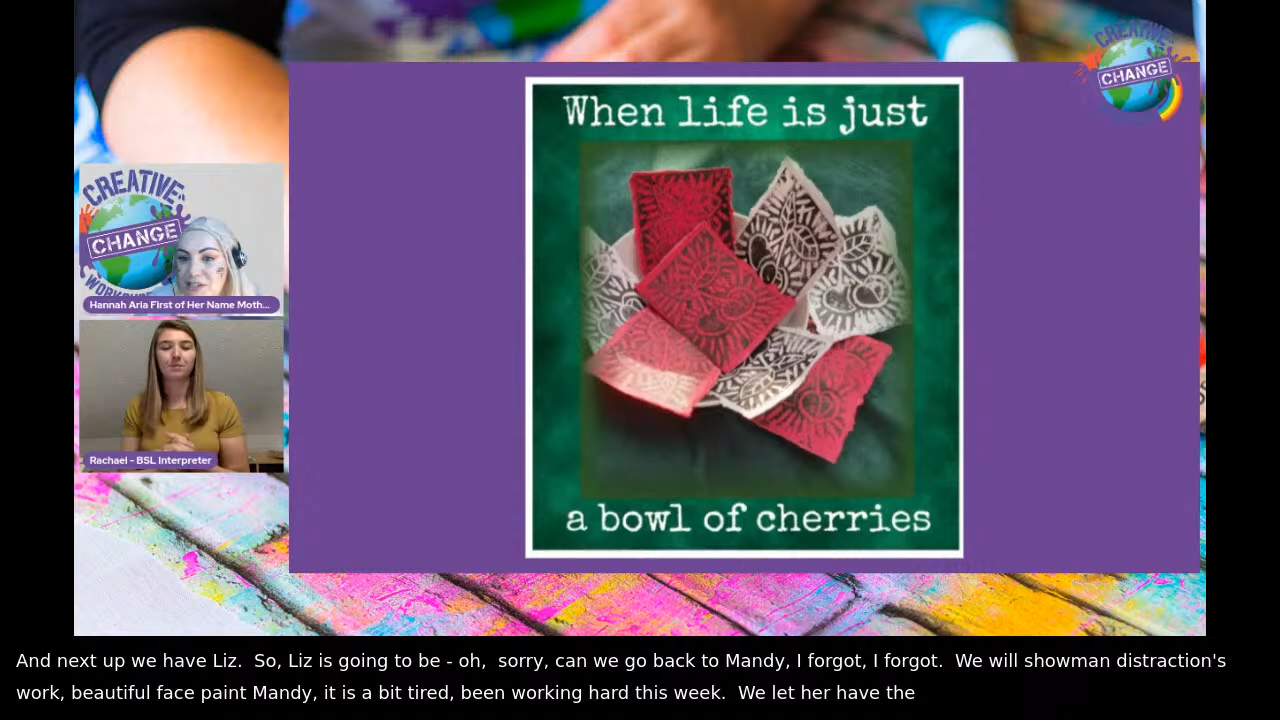 CREATIVE
CHANGE
When life is just
a bowl of cherries
CREATIVE
CHANGE
Hannah Aria First of Her Name Moth...
Rachael - BSL Interpreter
And next up we have Liz.  So, Liz is going to be - oh,  sorry, can we go back to Mandy, I forgot, I forgot.  We will showman distraction's
work, beautiful face paint Mandy, it is a bit tired, been working hard this week.  We let her have the